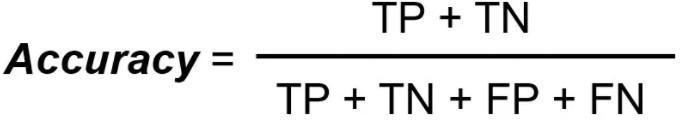 TP + TN
Accuracy =
TP + TN + FP + FN